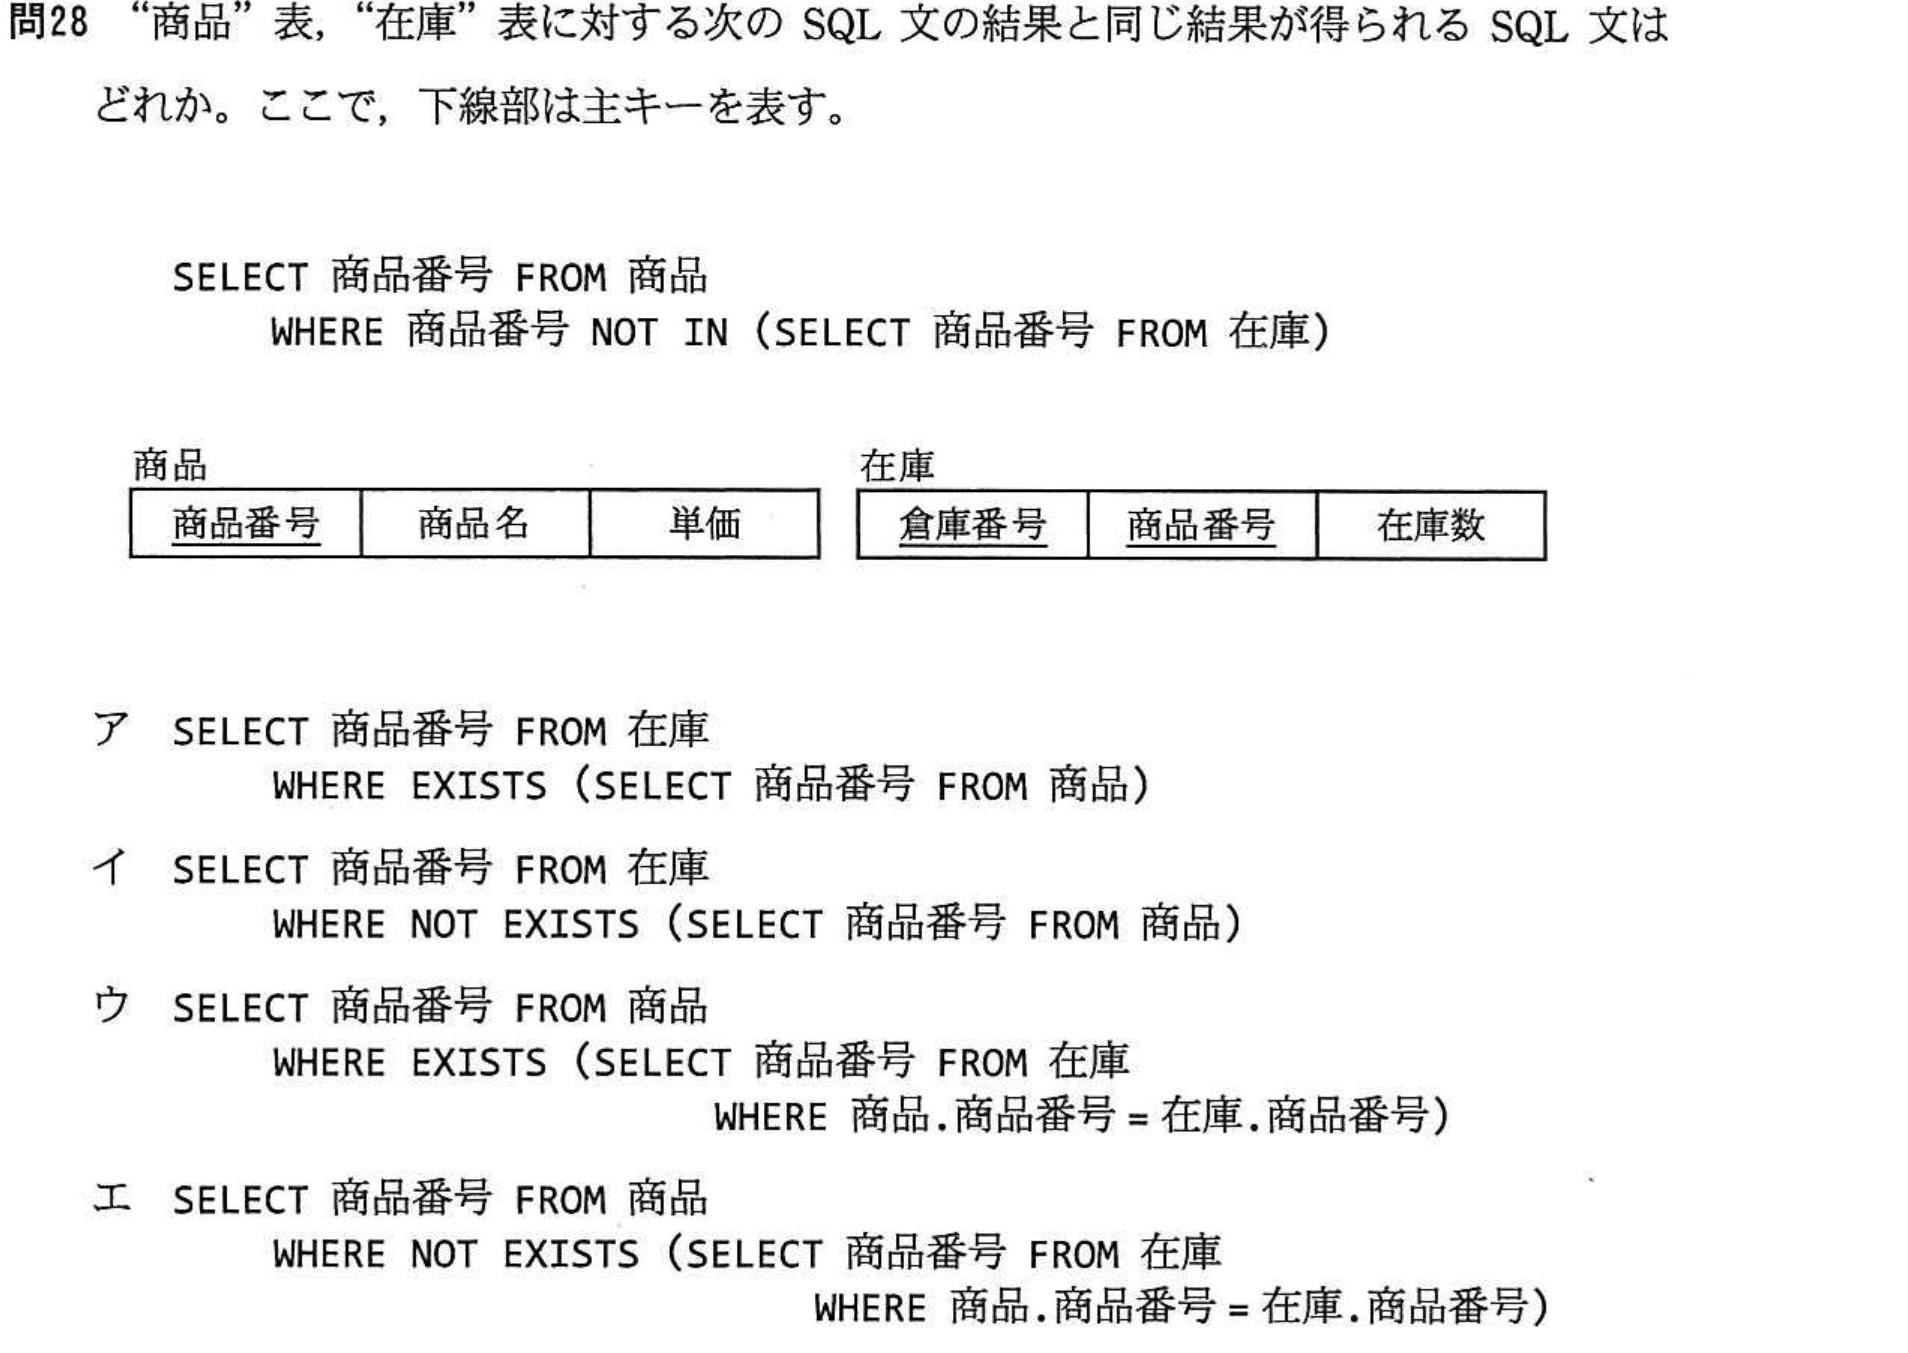 問28 “商品”表，“在庫”表に対する次の SQL 文の結果と同じ結果が得られる SQL 文は
どれか。ここで，下線部は主キーを表す。
SELECT 商品番号 FROM 商品
WHERE 商品番号 NOT IN (SELECT 商品番号 FROM 在庫)
商品
商品番号 商品名 単価
在庫
倉庫番号 商品番号 在庫数
ア SELECT 商品番号 FROM 在庫
WHERE EXISTS (SELECT 商品番号 FROM 商品)
イ SELECT 商品番号 FROM 在庫
WHERE NOT EXISTS (SELECT 商品番号 FROM 商品)
ウ SELECT 商品番号 FROM 商品
WHERE EXISTS (SELECT 商品番号 FROM 在庫
WHERE 商品.商品番号 = 在庫.商品番号)
エ SELECT 商品番号 FROM 商品
WHERE NOT EXISTS (SELECT 商品番号 FROM 在庫
WHERE 商品.商品番号 = 在庫.商品番号)